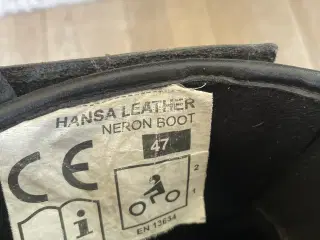 HANSA LEATHER
NERON BOOT
CE
47
2
1
i
EN 13634